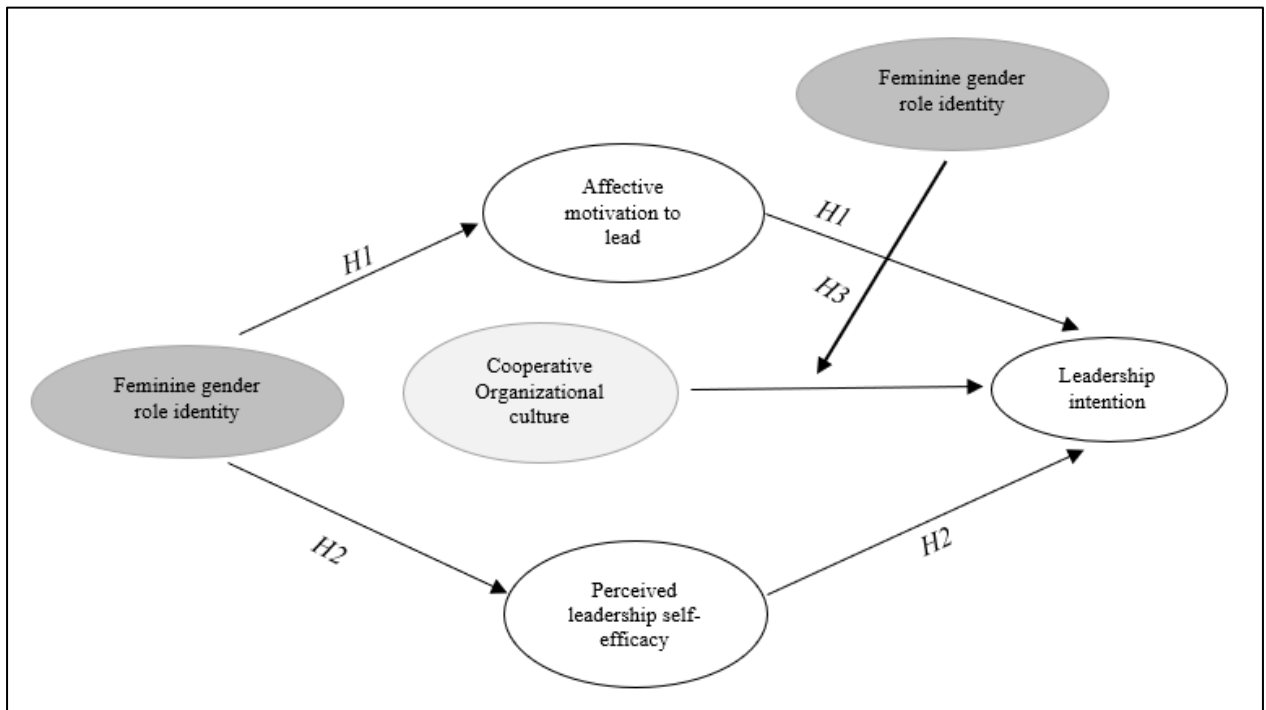 Feminine gender
role identity
Affective
motivation to
lead
H1
H1
H3
Cooperative
Organizational
culture
Feminine gender
role identity
Leadership
intention
H2
H2
Perceived
leadership self-
efficacy